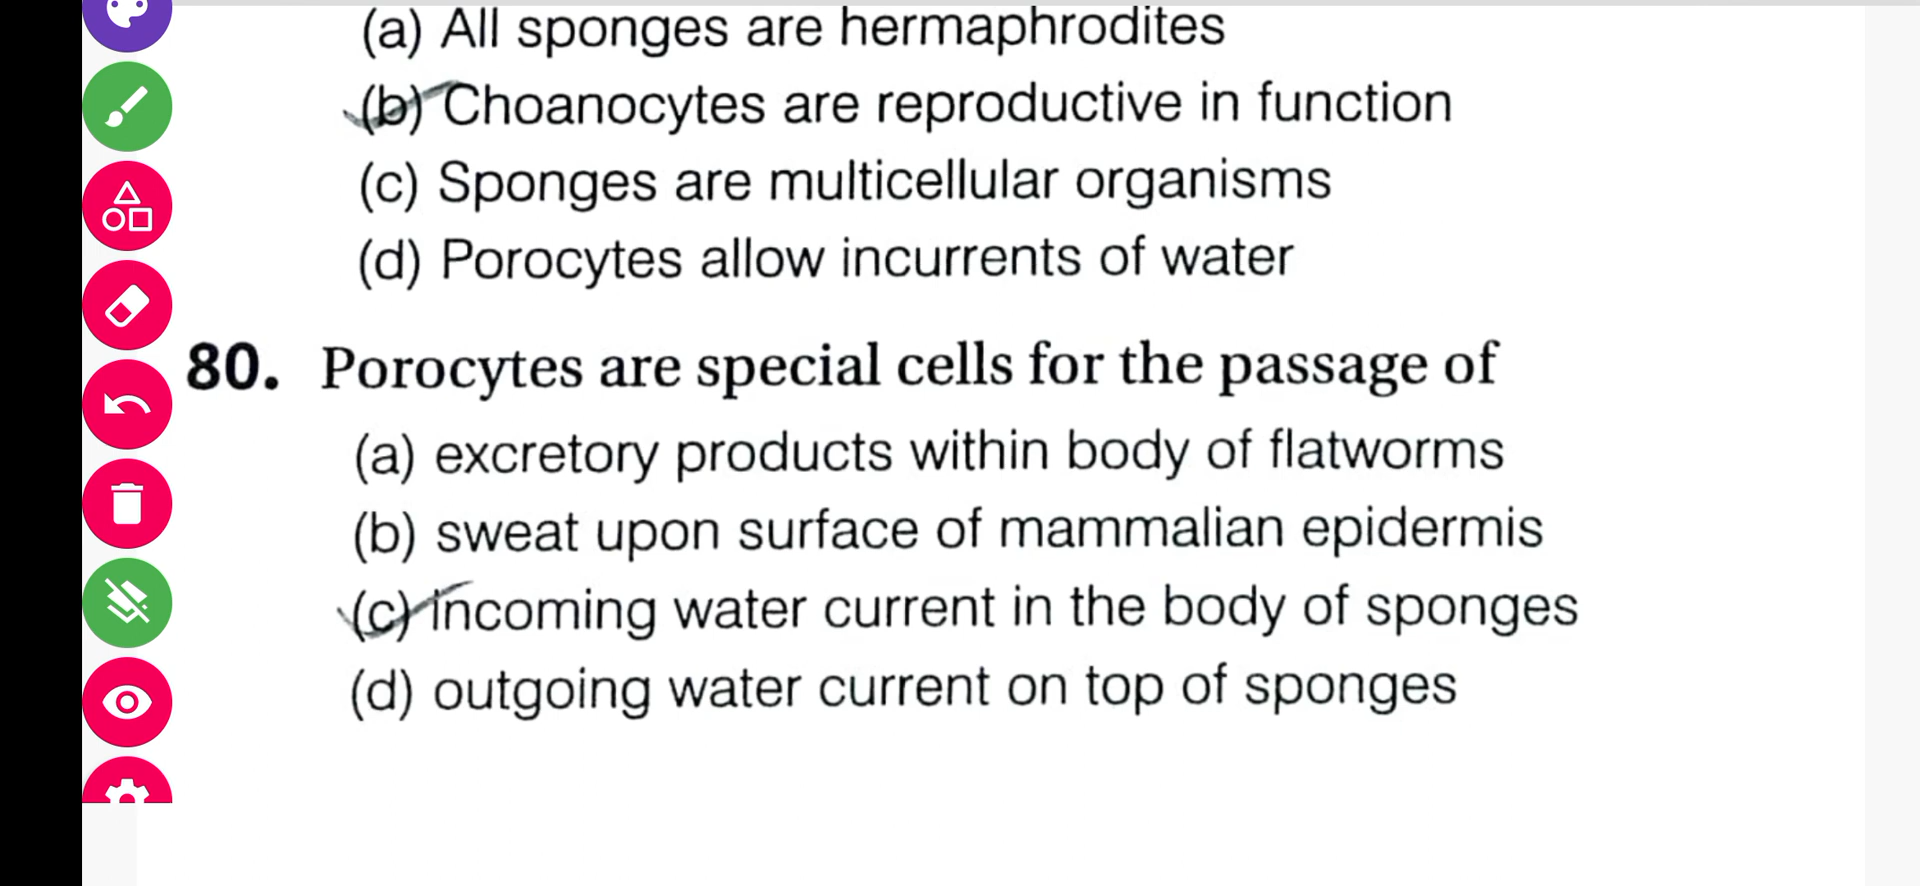 (a) All sponges are hermaphrodites
(b) Choanocytes are reproductive in function
(c) Sponges are multicellular organisms
(d) Porocytes allow incurrents of water
80. Porocytes are special cells for the passage of
(a) excretory products within body of flatworms
(b) sweat upon surface of mammalian epidermis
(c) incoming water current in the body of sponges
(d) outgoing water current on top of sponges